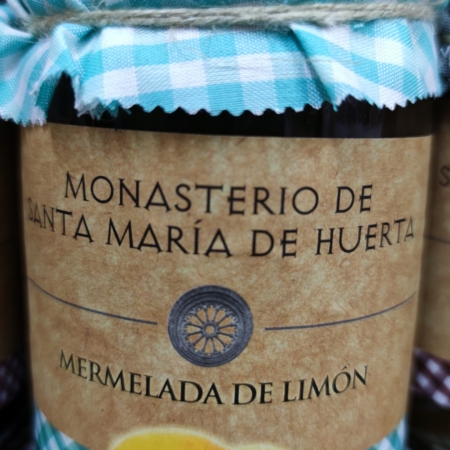 MONASTERIO DE
SANTA MARÍA DE HUERTA
MERMELADA DE LIMÓN